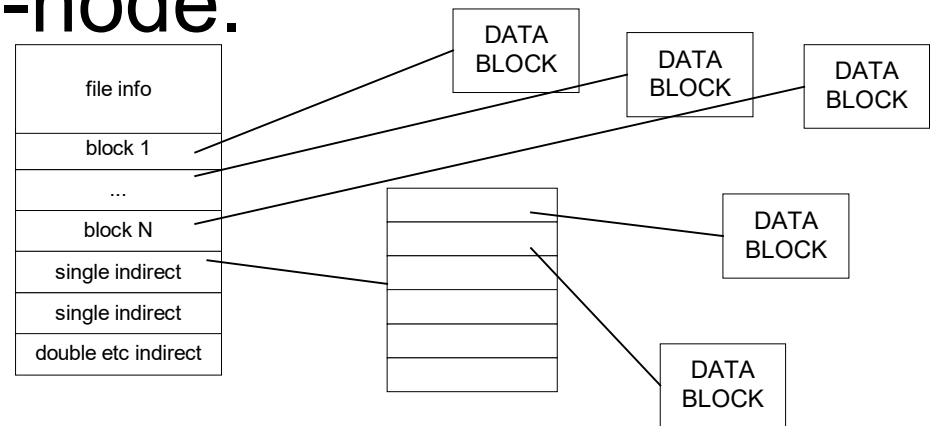 -node.
file info
block 1
...
block N
single indirect
single indirect
double etc indirect
DATA
BLOCK
DATA
BLOCK
DATA
BLOCK
DATA
BLOCK
DATA
BLOCK